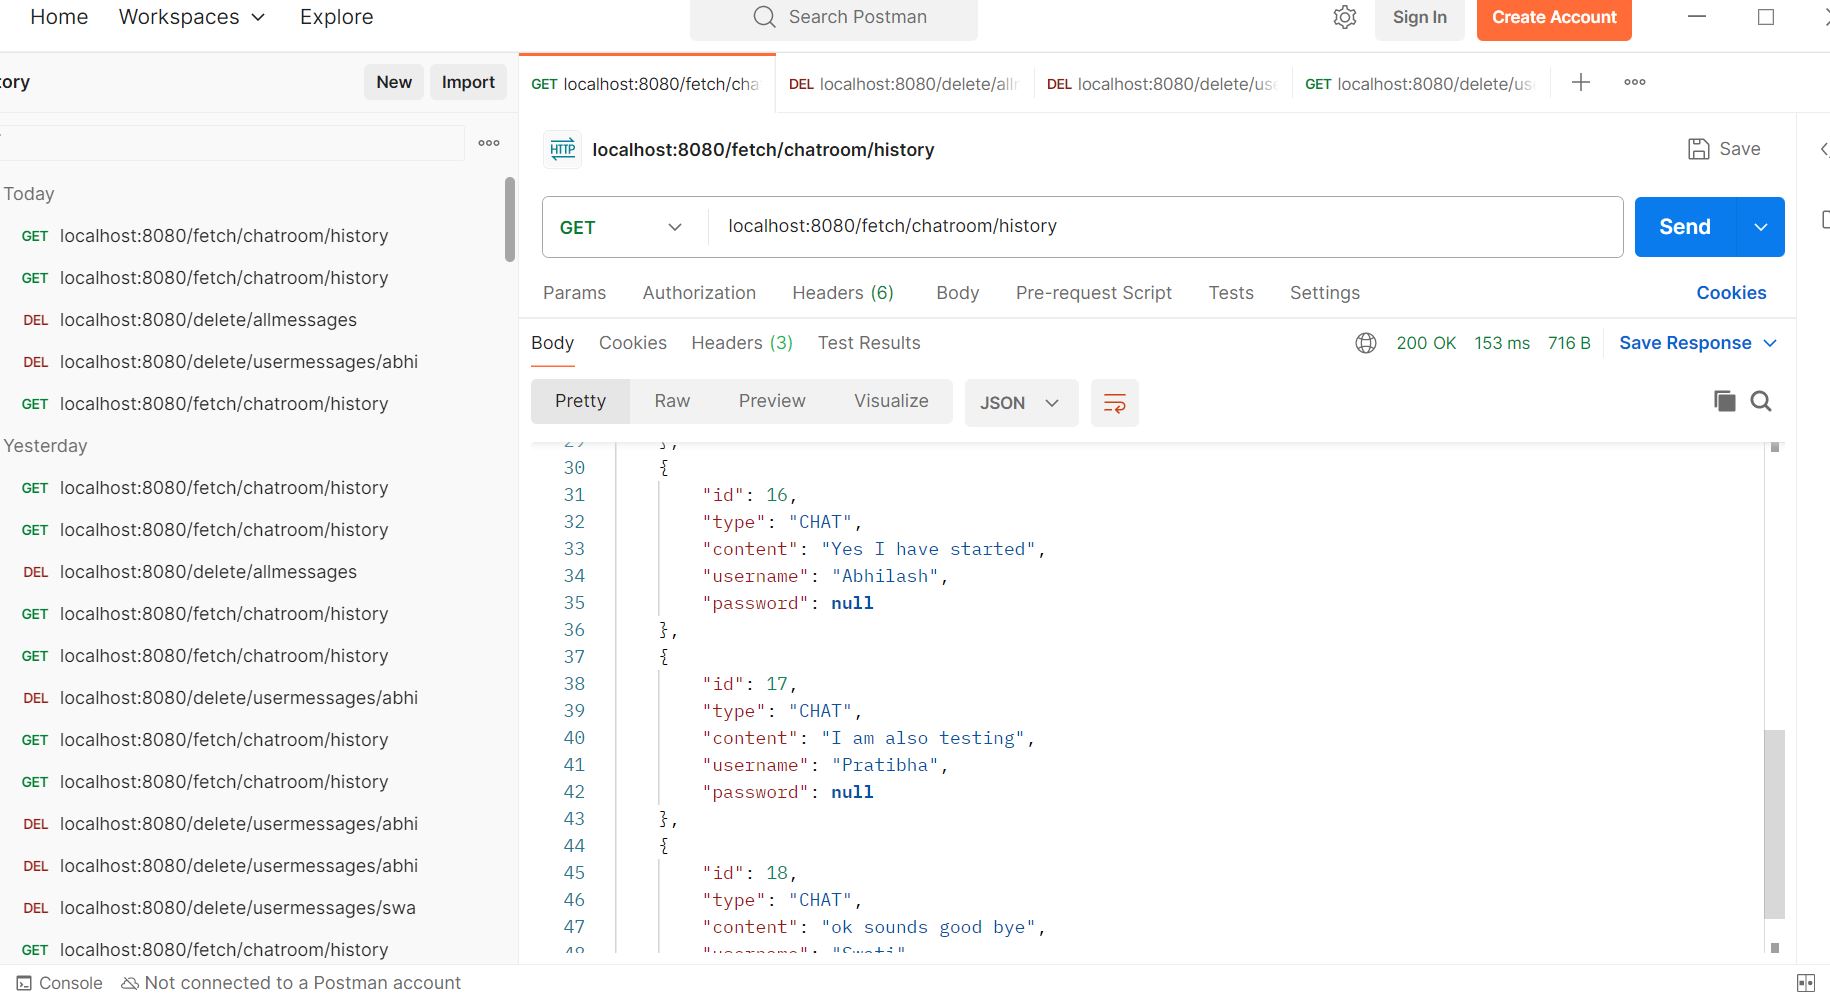 Home Workspaces Explore Search Postman Sign In Create Account
ory New Import
GET localhost:8080/fetch/cha DEL localhost:8080/delete/all DEL localhost:8080/delete/us GET localhost:8080/delete/us
HTTP localhost:8080/fetch/chatroom/history Save
GET localhost:8080/fetch/chatroom/history Send
Params Authorization Headers (6) Body Pre-request Script Tests Settings Cookies
Body Cookies Headers (3) Test Results 200 OK 153 ms 716 B Save Response
Pretty Raw Preview Visualize JSON
Today
GET localhost:8080/fetch/chatroom/history
GET localhost:8080/fetch/chatroom/history
DEL localhost:8080/delete/allmessages
DEL localhost:8080/delete/usermessages/abhi
GET localhost:8080/fetch/chatroom/history
Yesterday
GET localhost:8080/fetch/chatroom/history
GET localhost:8080/fetch/chatroom/history
DEL localhost:8080/delete/allmessages
GET localhost:8080/fetch/chatroom/history
GET localhost:8080/fetch/chatroom/history
DEL localhost:8080/delete/usermessages/abhi
GET localhost:8080/fetch/chatroom/history
GET localhost:8080/fetch/chatroom/history
DEL localhost:8080/delete/usermessages/abhi
DEL localhost:8080/delete/usermessages/abhi
DEL localhost:8080/delete/usermessages/swa
GET localhost:8080/fetch/chatroom/history
29 },
30 {
31 "id": 16,
32 "type": "CHAT",
33 "content": "Yes I have started",
34 "username": "Abhilash",
35 "password": null
36 },
37 {
38 "id": 17,
39 "type": "CHAT",
40 "content": "I am also testing",
41 "username": "Pratibha",
42 "password": null
43 },
44 {
45 "id": 18,
46 "type": "CHAT",
47 "content": "ok sounds good bye",
48 "username": "Swati"
Console Not connected to a Postman account